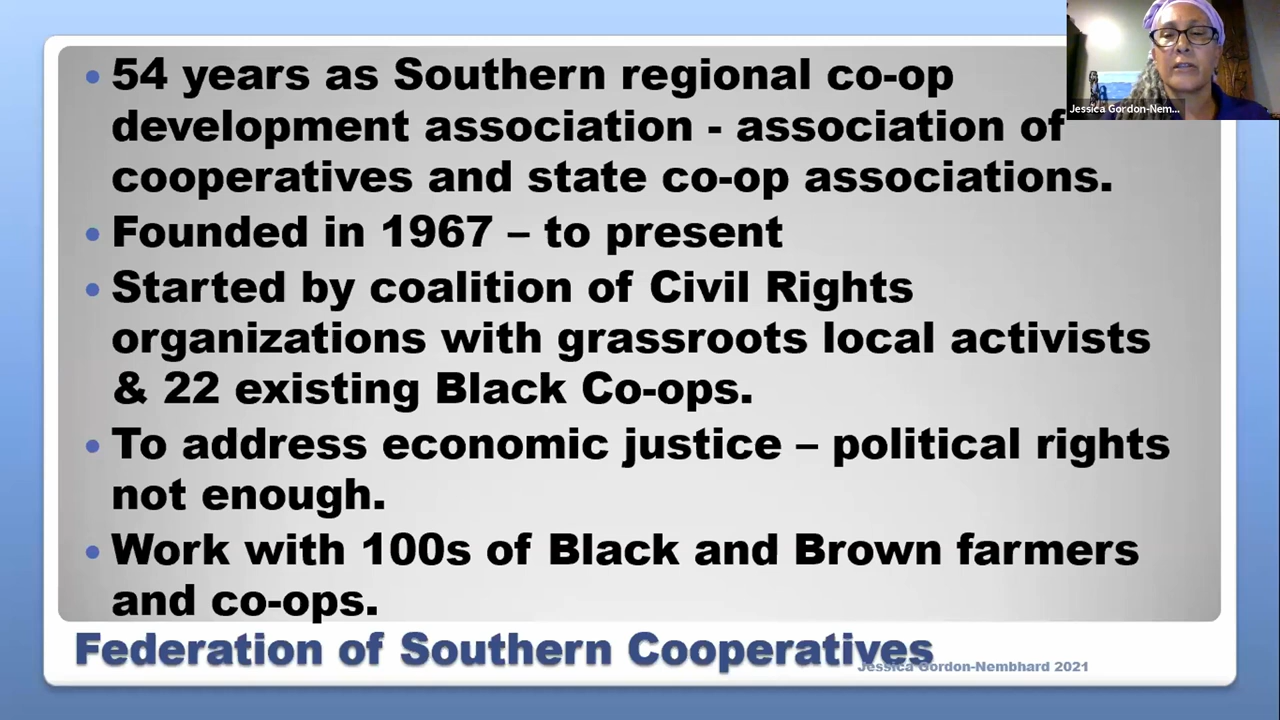 • 54 years as Southern regional co-op
development association - association of
cooperatives and state co-op associations.
• Founded in 1967 – to present
• Started by coalition of Civil Rights
organizations with grassroots local activists
& 22 existing Black Co-ops.
• To address economic justice – political rights
not enough.
• Work with 100s of Black and Brown farmers
and co-ops.
Federation of Southern Cooperatives
Jessica Gordon-Nembhard 2021
Jessica Gordon-Nem...